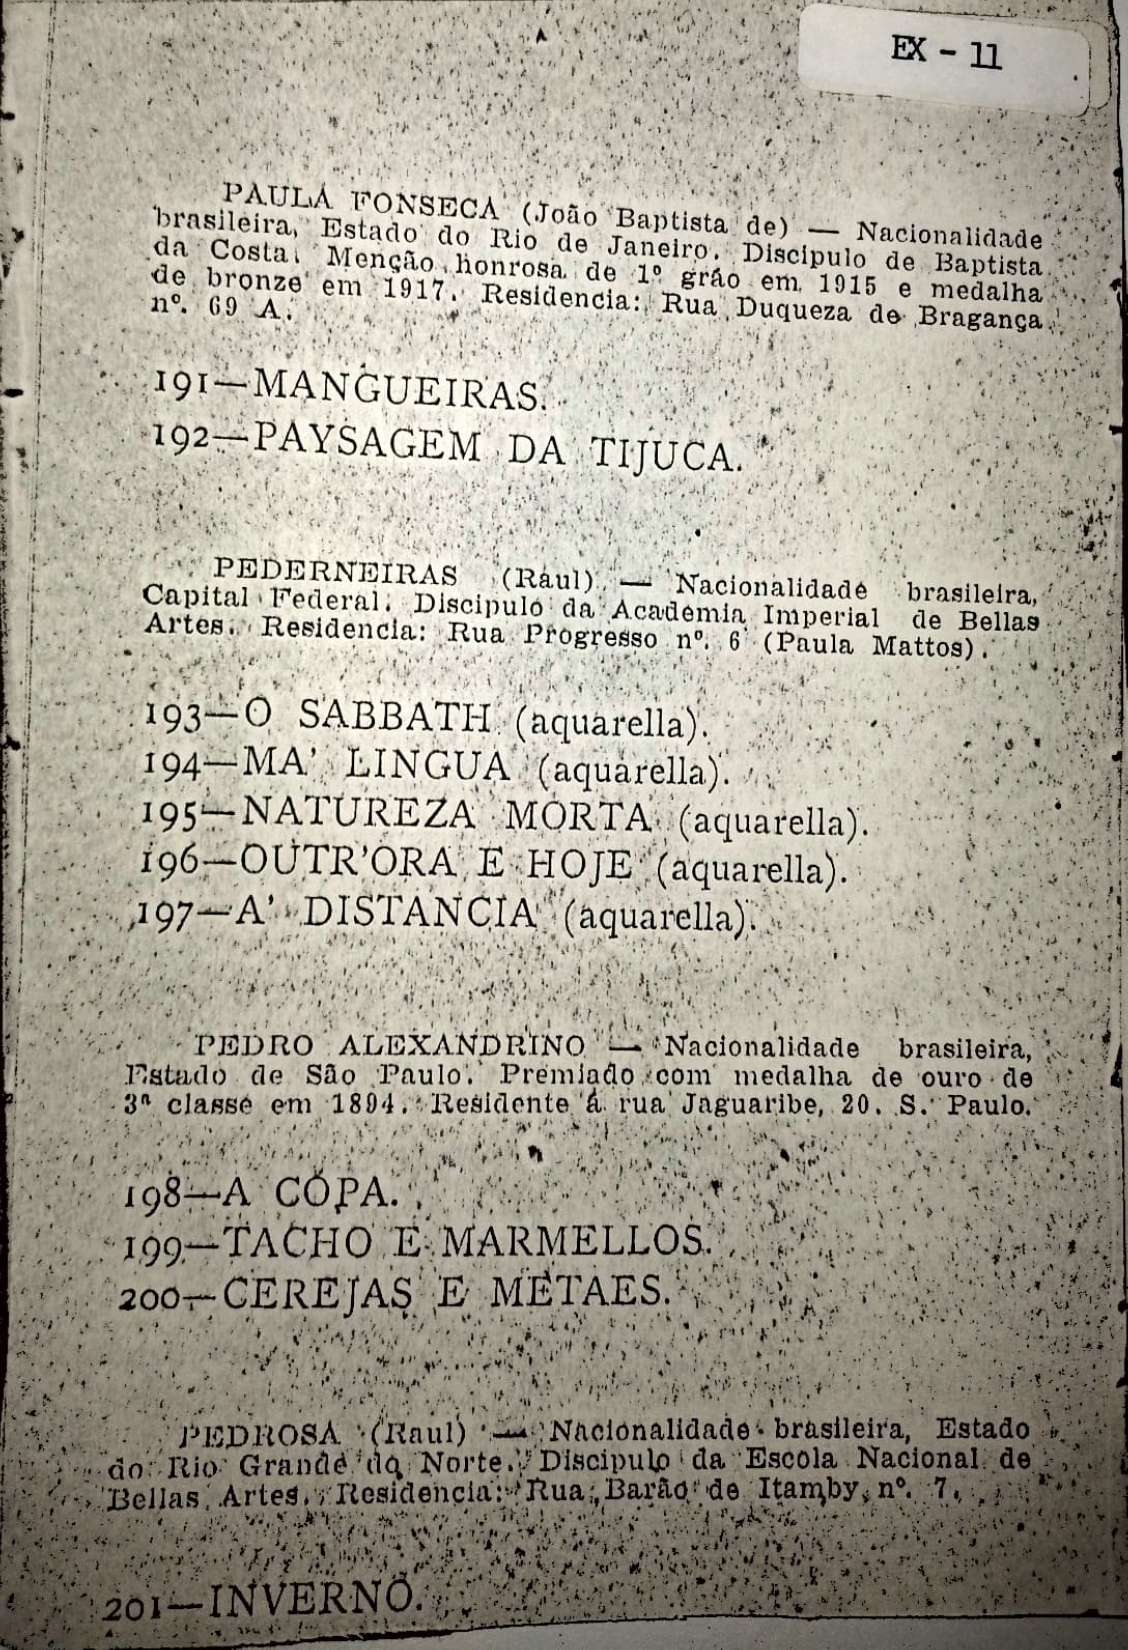 EX - 11
PAULA FONSECA (João Baptista de) — Nacionalidade
brasileira, Estado do Rio de Janeiro. Discipulo de Baptista
da Costa. Menção honrosa de 1º gráo em 1915 e medalha
de bronze em 1917. Residencia: Rua Duqueza de Bragança
nº. 69 A.
191—MANGUEIRAS.
192—PAYSAGEM DA TIJUCA.
PEDERNEIRAS (Raul) — Nacionalidade brasileira,
Capital Federal. Discipulo da Academia Imperial de Bellas
Artes. Residencia: Rua Progresso nº. 6 (Paula Mattos).
193—O SABBATH (aquarella).
194—MA' LINGUA (aquarella).
195—NATUREZA MORTA (aquarella).
196—OUTR'ORA E HOJE (aquarella).
197—A' DISTANCIA (aquarella).
PEDRO ALEXANDRINO — Nacionalidade brasileira,
Estado de São Paulo. Premiado com medalha de ouro de
3ª classe em 1894. Residente á rua Jaguaribe, 20. S. Paulo.
198—A COPA.
199—TACHO E MARMELLOS.
200—CEREJAS E METAES.
PEDROSA (Raul) — Nacionalidade brasileira, Estado
do Rio Grande do Norte. Discipulo da Escola Nacional de
Bellas Artes. Residencia: Rua Barão de Itamby nº. 7.
201—INVERNO.